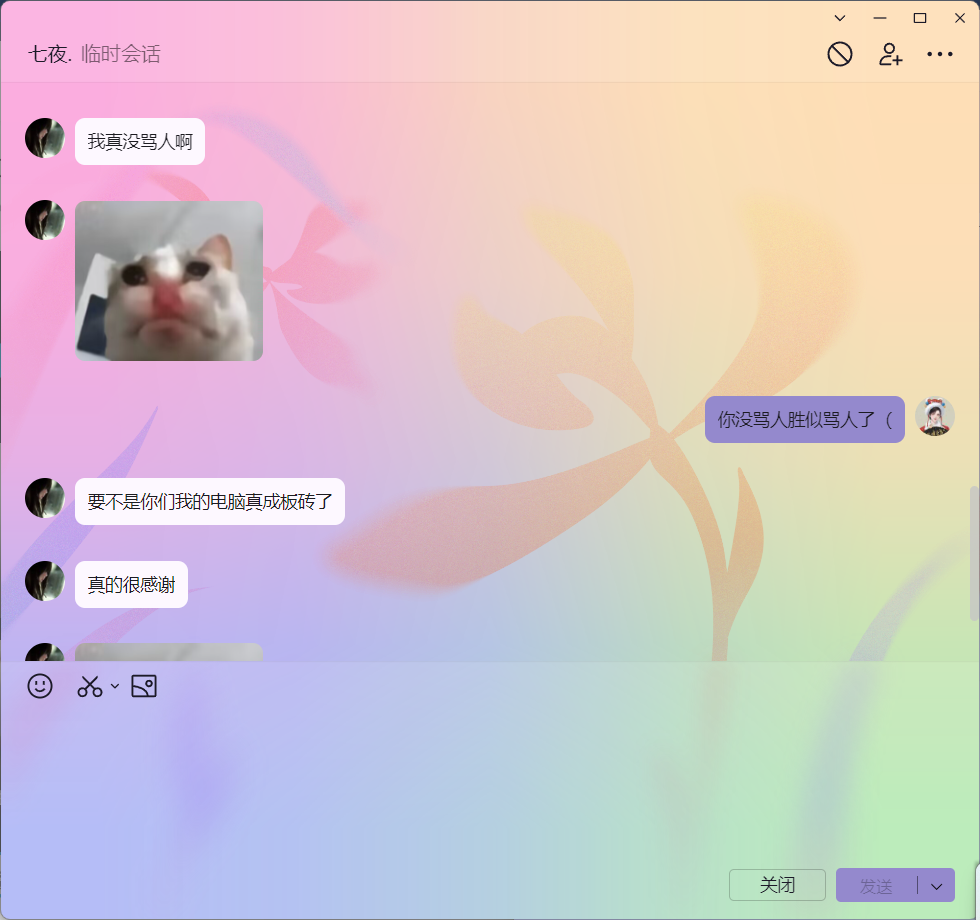 七夜. 临时会话
我真没骂人啊
你没骂人胜似骂人了（
要不是你们我的电脑真成板砖了
真的很感谢
关闭
发送